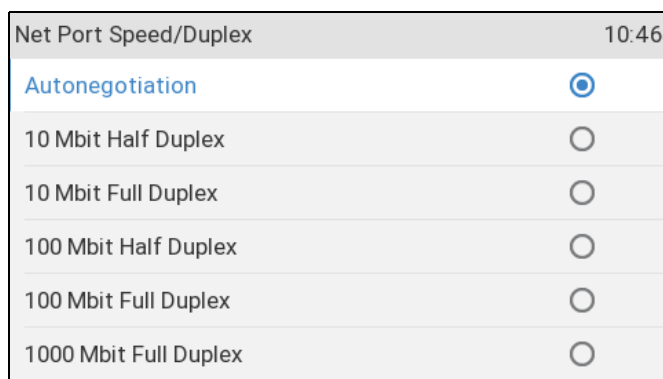 Net Port Speed/Duplex 10:46
Autonegotiation
10 Mbit Half Duplex
10 Mbit Full Duplex
100 Mbit Half Duplex
100 Mbit Full Duplex
1000 Mbit Full Duplex